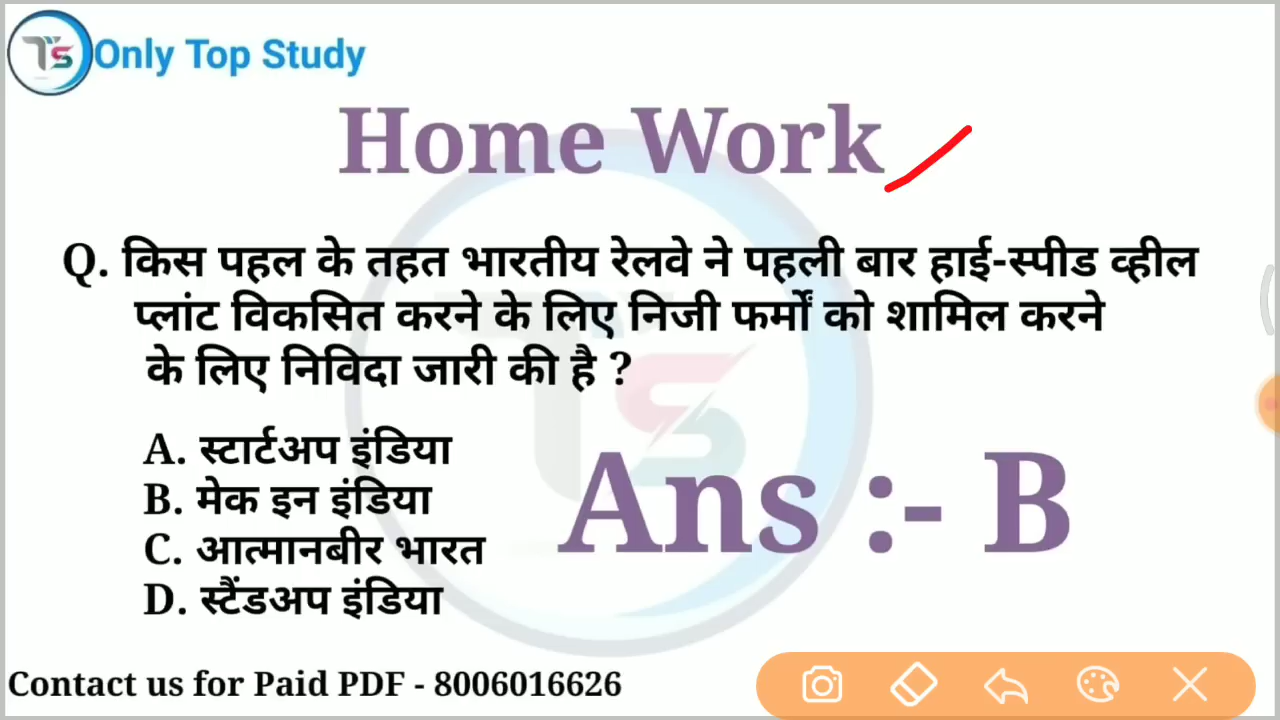 TS Only Top Study
Home Work
Q. किस पहल के तहत भारतीय रेलवे ने पहली बार हाई-स्पीड व्हील
प्लांट विकसित करने के लिए निजी फर्मों को शामिल करने
के लिए निविदा जारी की है ?
A. स्टार्टअप इंडिया
B. मेक इन इंडिया
C. आत्मानबीर भारत
D. स्टैंडअप इंडिया
Ans :- B
Contact us for Paid PDF - 8006016626